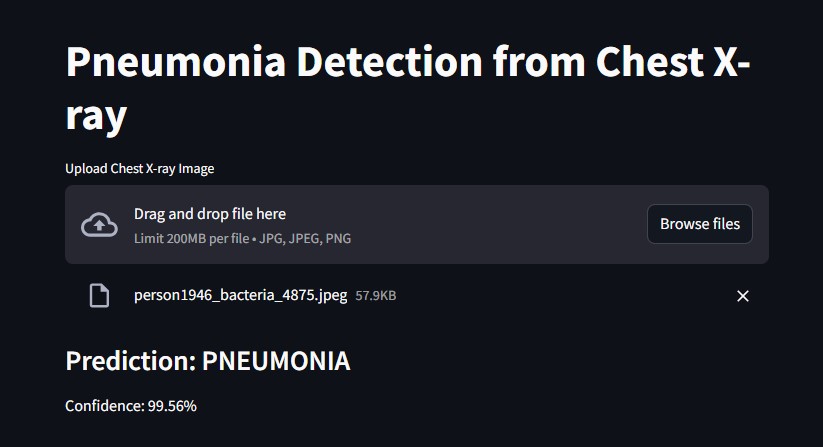 Pneumonia Detection from Chest X-
ray
Upload Chest X-ray Image
Drag and drop file here
Limit 200MB per file • JPG, JPEG, PNG
Browse files
person1946_bacteria_4875.jpeg 57.9KB
Prediction: PNEUMONIA
Confidence: 99.56%